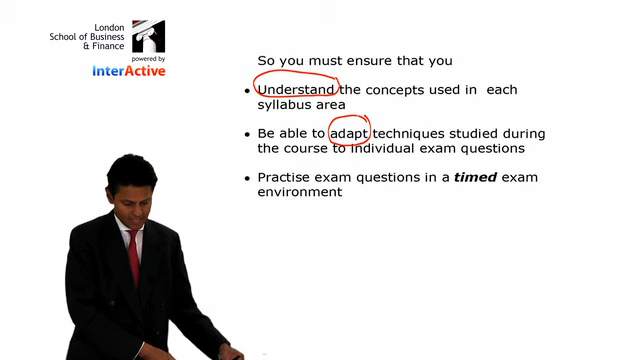 London
School of Business
& Finance
powered by
InterActive
So you must ensure that you
• Understand the concepts used in each
syllabus area
• Be able to adapt techniques studied during
the course to individual exam questions
• Practise exam questions in a timed exam
environment